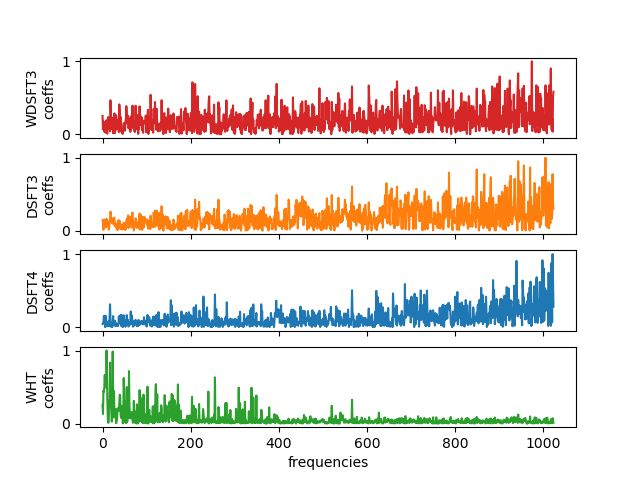 WDSFT3
coeffs
1
0
DSFT3
coeffs
1
0
DSFT4
coeffs
1
0
WHT
coeffs
1
0
0 200 400 600 800 1000
frequencies